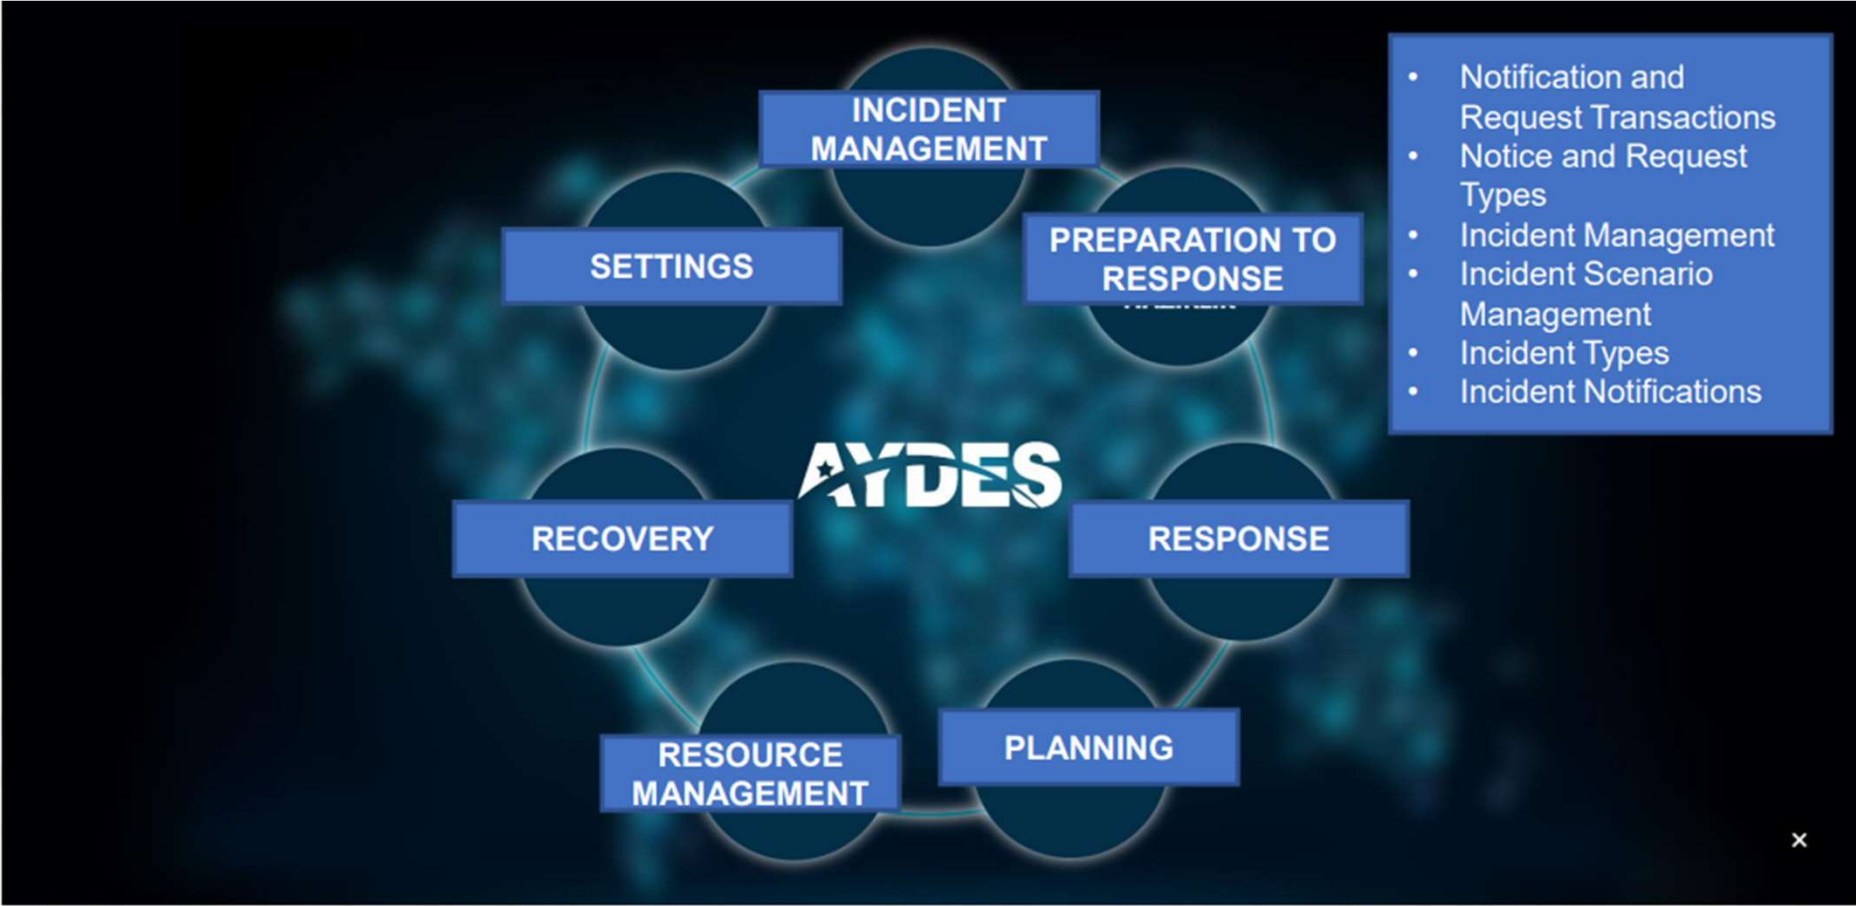 INCIDENT
MANAGEMENT
SETTINGS
PREPARATION TO
RESPONSE
AYDES
RECOVERY
RESPONSE
RESOURCE
MANAGEMENT
PLANNING
• Notification and
Request Transactions
• Notice and Request
Types
• Incident Management
• Incident Scenario
Management
• Incident Types
• Incident Notifications
×